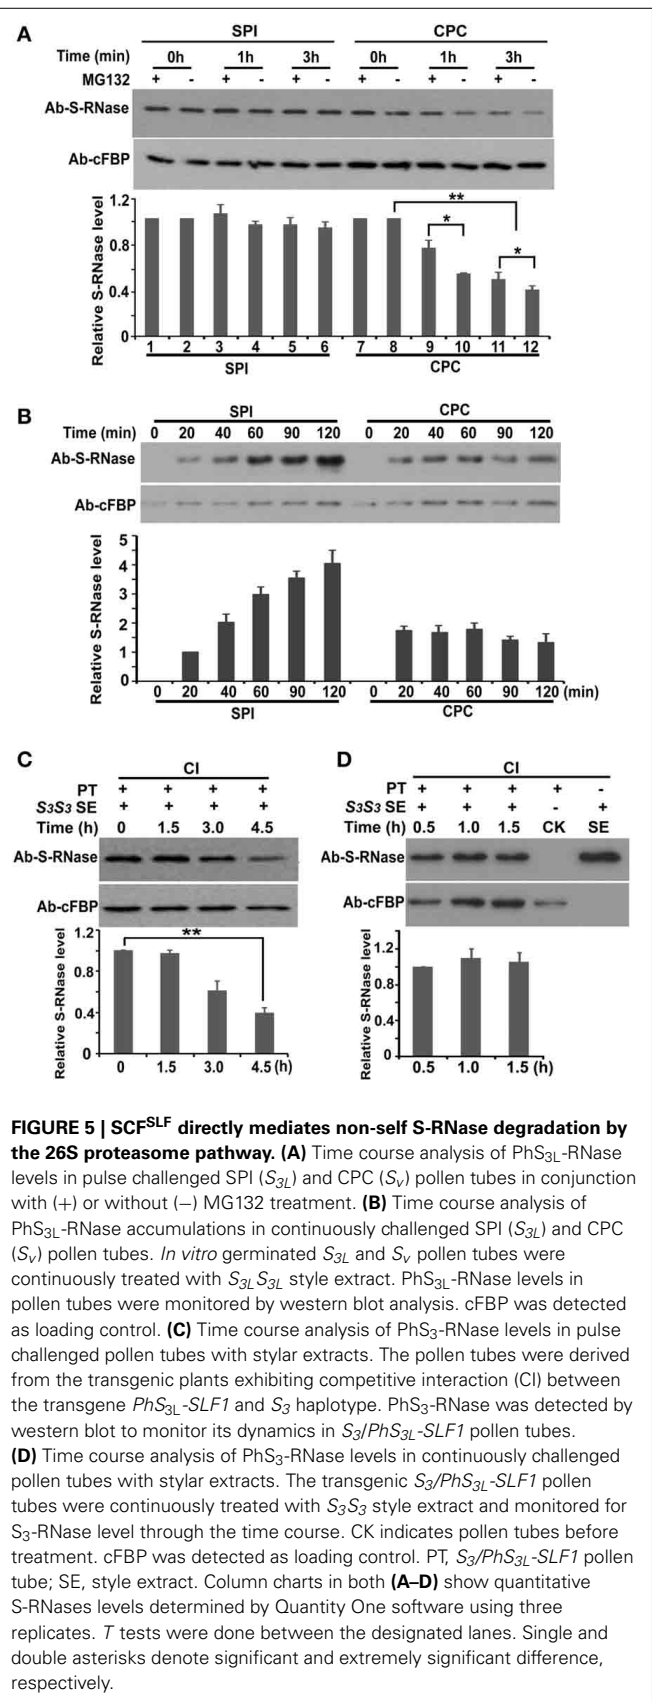 A
SPI CPC
Time (min) 0h 1h 3h 0h 1h 3h
MG132 + - + - + - + - + - + -
Ab-S-RNase
Ab-cFBP
Relative S-RNase level
1.2
0.8
0.4
0
** * *
1 2 3 4 5 6 7 8 9 10 11 12
SPI CPC
B
SPI CPC
Time (min) 0 20 40 60 90 120 0 20 40 60 90 120
Ab-S-RNase
Ab-cFBP
Relative S-RNase level
5
4
3
2
1
0
0 20 40 60 90 120 0 20 40 60 90 120 (min)
SPI CPC
C
CI
PT + + + +
S3S3 SE + + + +
Time (h) 0 1.5 3.0 4.5
Ab-S-RNase
Ab-cFBP
Relative S-RNase level
1.2
0.8
0.4
0
**
0 1.5 3.0 4.5 (h)
D
CI
PT + + + + -
S3S3 SE + + + - +
Time (h) 0.5 1.0 1.5 CK SE
Ab-S-RNase
Ab-cFBP
Relative S-RNase level
1.2
0.8
0.4
0
0.5 1.0 1.5 (h)
FIGURE 5 | SCF^SLF directly mediates non-self S-RNase degradation by
the 26S proteasome pathway. (A) Time course analysis of PhS3L-RNase
levels in pulse challenged SPI (S3L) and CPC (Sv) pollen tubes in conjunction
with (+) or without (−) MG132 treatment. (B) Time course analysis of
PhS3L-RNase accumulations in continuously challenged SPI (S3L) and CPC
(Sv) pollen tubes. In vitro germinated S3L and Sv pollen tubes were
continuously treated with S3LS3L style extract. PhS3L-RNase levels in
pollen tubes were monitored by western blot analysis. cFBP was detected
as loading control. (C) Time course analysis of PhS3-RNase levels in pulse
challenged pollen tubes with stylar extracts. The pollen tubes were derived
from the transgenic plants exhibiting competitive interaction (CI) between
the transgene PhS3L-SLF1 and S3 haplotype. PhS3-RNase was detected by
western blot to monitor its dynamics in S3/PhS3L-SLF1 pollen tubes.
(D) Time course analysis of PhS3-RNase levels in continuously challenged
pollen tubes with stylar extracts. The transgenic S3/PhS3L-SLF1 pollen
tubes were continuously treated with S3S3 style extract and monitored for
S3-RNase level through the time course. CK indicates pollen tubes before
treatment. cFBP was detected as loading control. PT, S3/PhS3L-SLF1 pollen
tube; SE, style extract. Column charts in both (A–D) show quantitative
S-RNases levels determined by Quantity One software using three
replicates. T tests were done between the designated lanes. Single and
double asterisks denote significant and extremely significant difference,
respectively.